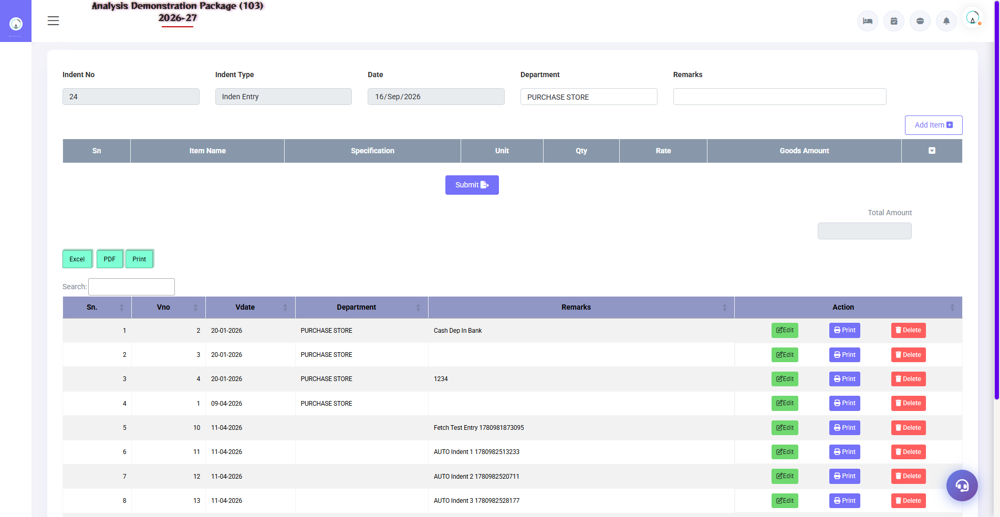 Analysis Demonstration Package (103)
2026-27
Indent No
Indent Type
Date
Department
Remarks
24
Inden Entry
16/Sep/2026
PURCHASE STORE
Add Item
Sn Item Name Specification Unit Qty Rate Goods Amount
Submit
Total Amount
Excel PDF Print
Search:
Sn. Vno Vdate Department Remarks Action
1 2 20-01-2026 PURCHASE STORE Cash Dep In Bank Edit Print Delete
2 3 20-01-2026 PURCHASE STORE Edit Print Delete
3 4 20-01-2026 PURCHASE STORE 1234 Edit Print Delete
4 1 09-04-2026 PURCHASE STORE Edit Print Delete
5 10 11-04-2026 Fetch Test Entry 1780981873095 Edit Print Delete
6 11 11-04-2026 AUTO Indent 1 1780982513233 Edit Print Delete
7 12 11-04-2026 AUTO Indent 2 1780982520711 Edit Print Delete
8 13 11-04-2026 AUTO Indent 3 1780982528177 Edit Print Delete